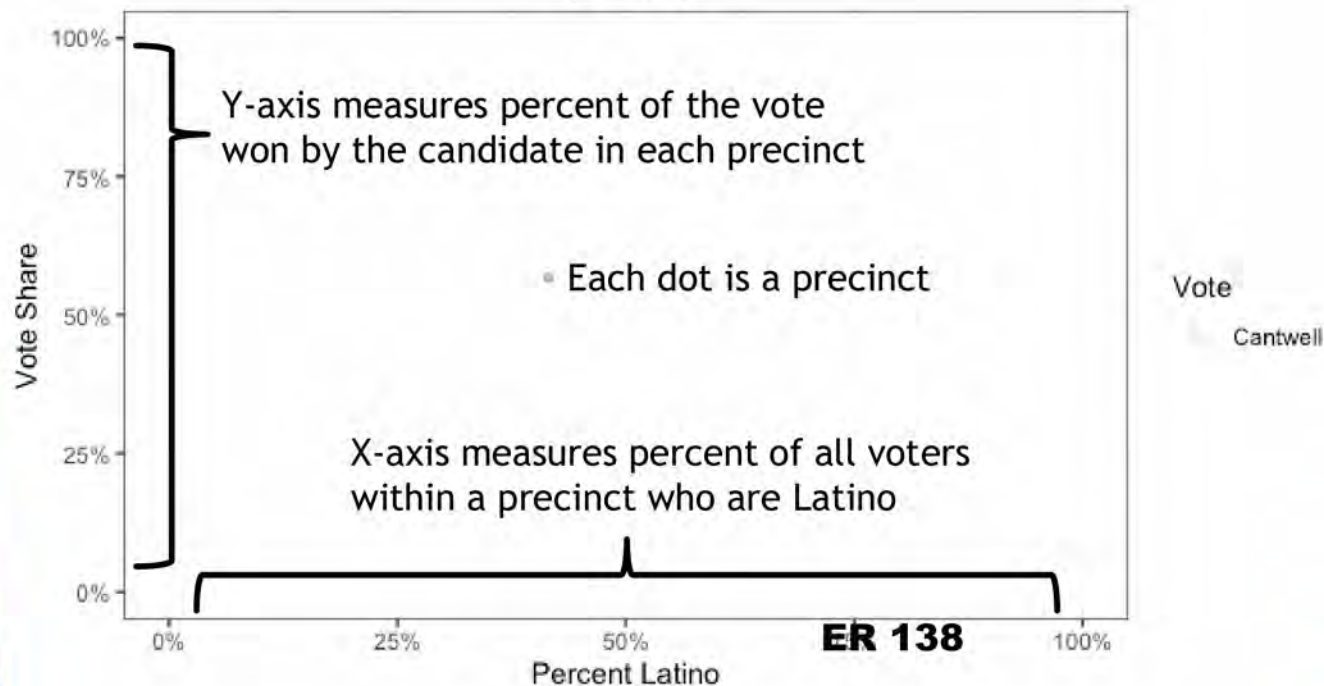 100%
Y-axis measures percent of the vote
won by the candidate in each precinct
75%
Each dot is a precinct
Vote
50%
Cantwell
Vote Share
X-axis measures percent of all voters
25%
within a precinct who are Latino
0%
0% 25% 50% ER 138 100%
Percent Latino